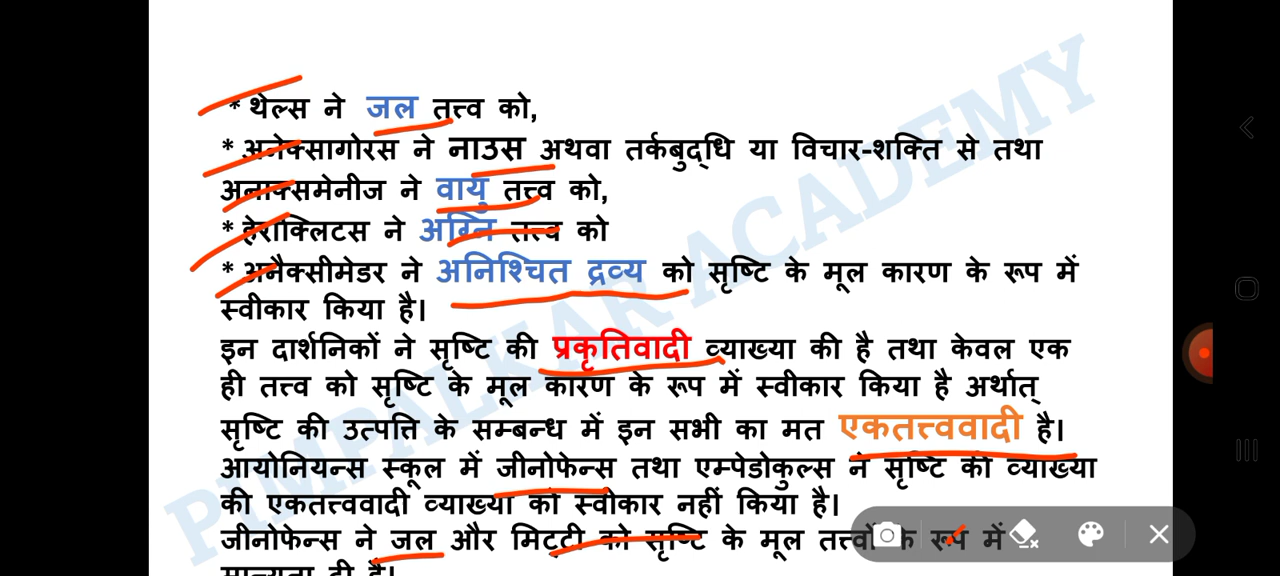 * थेल्स ने जल तत्त्व को,
* अनेक्सागोरस ने नाउस अथवा तर्कबुद्धि या विचार-शक्ति से तथा
अनाक्समेनीज ने वायु तत्त्व को,
* हेराक्लिटस ने अग्नि तत्त्व को
* अनैक्सीमेडर ने अनिश्चित द्रव्य को सृष्टि के मूल कारण के रूप में
स्वीकार किया है।
इन दार्शनिकों ने सृष्टि की प्रकृतिवादी व्याख्या की है तथा केवल एक
ही तत्त्व को सृष्टि के मूल कारण के रूप में स्वीकार किया है अर्थात्
सृष्टि की उत्पत्ति के सम्बन्ध में इन सभी का मत एकतत्त्ववादी है।
आयोनियन्स स्कूल में जीनोफेन्स तथा एम्पेडोकुल्स ने सृष्टि की व्याख्या
की एकतत्त्ववादी व्याख्या को स्वीकार नहीं किया है।
जीनोफेन्स ने जल और मिट्टी को सृष्टि के मूल तत्त्वों के रूप में
मान्यता दी है।
PIMPALKAR ACADEMY